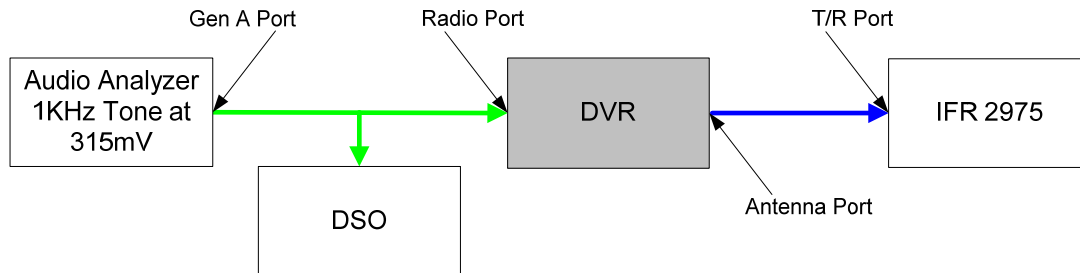 Gen A Port
Radio Port
T/R Port
Audio Analyzer
1KHz Tone at
315mV
DVR
IFR 2975
Antenna Port
DSO